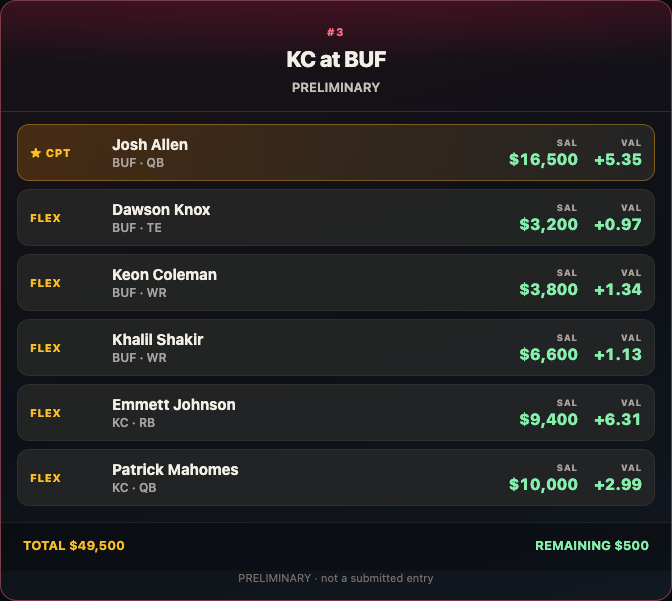 #3
KC at BUF
PRELIMINARY
★ CPT
Josh Allen
BUF · QB
SAL
$16,500
VAL
+5.35
FLEX
Dawson Knox
BUF · TE
SAL
$3,200
VAL
+0.97
FLEX
Keon Coleman
BUF · WR
SAL
$3,800
VAL
+1.34
FLEX
Khalil Shakir
BUF · WR
SAL
$6,600
VAL
+1.13
FLEX
Emmett Johnson
KC · RB
SAL
$9,400
VAL
+6.31
FLEX
Patrick Mahomes
KC · QB
SAL
$10,000
VAL
+2.99
TOTAL $49,500
REMAINING $500
PRELIMINARY · not a submitted entry